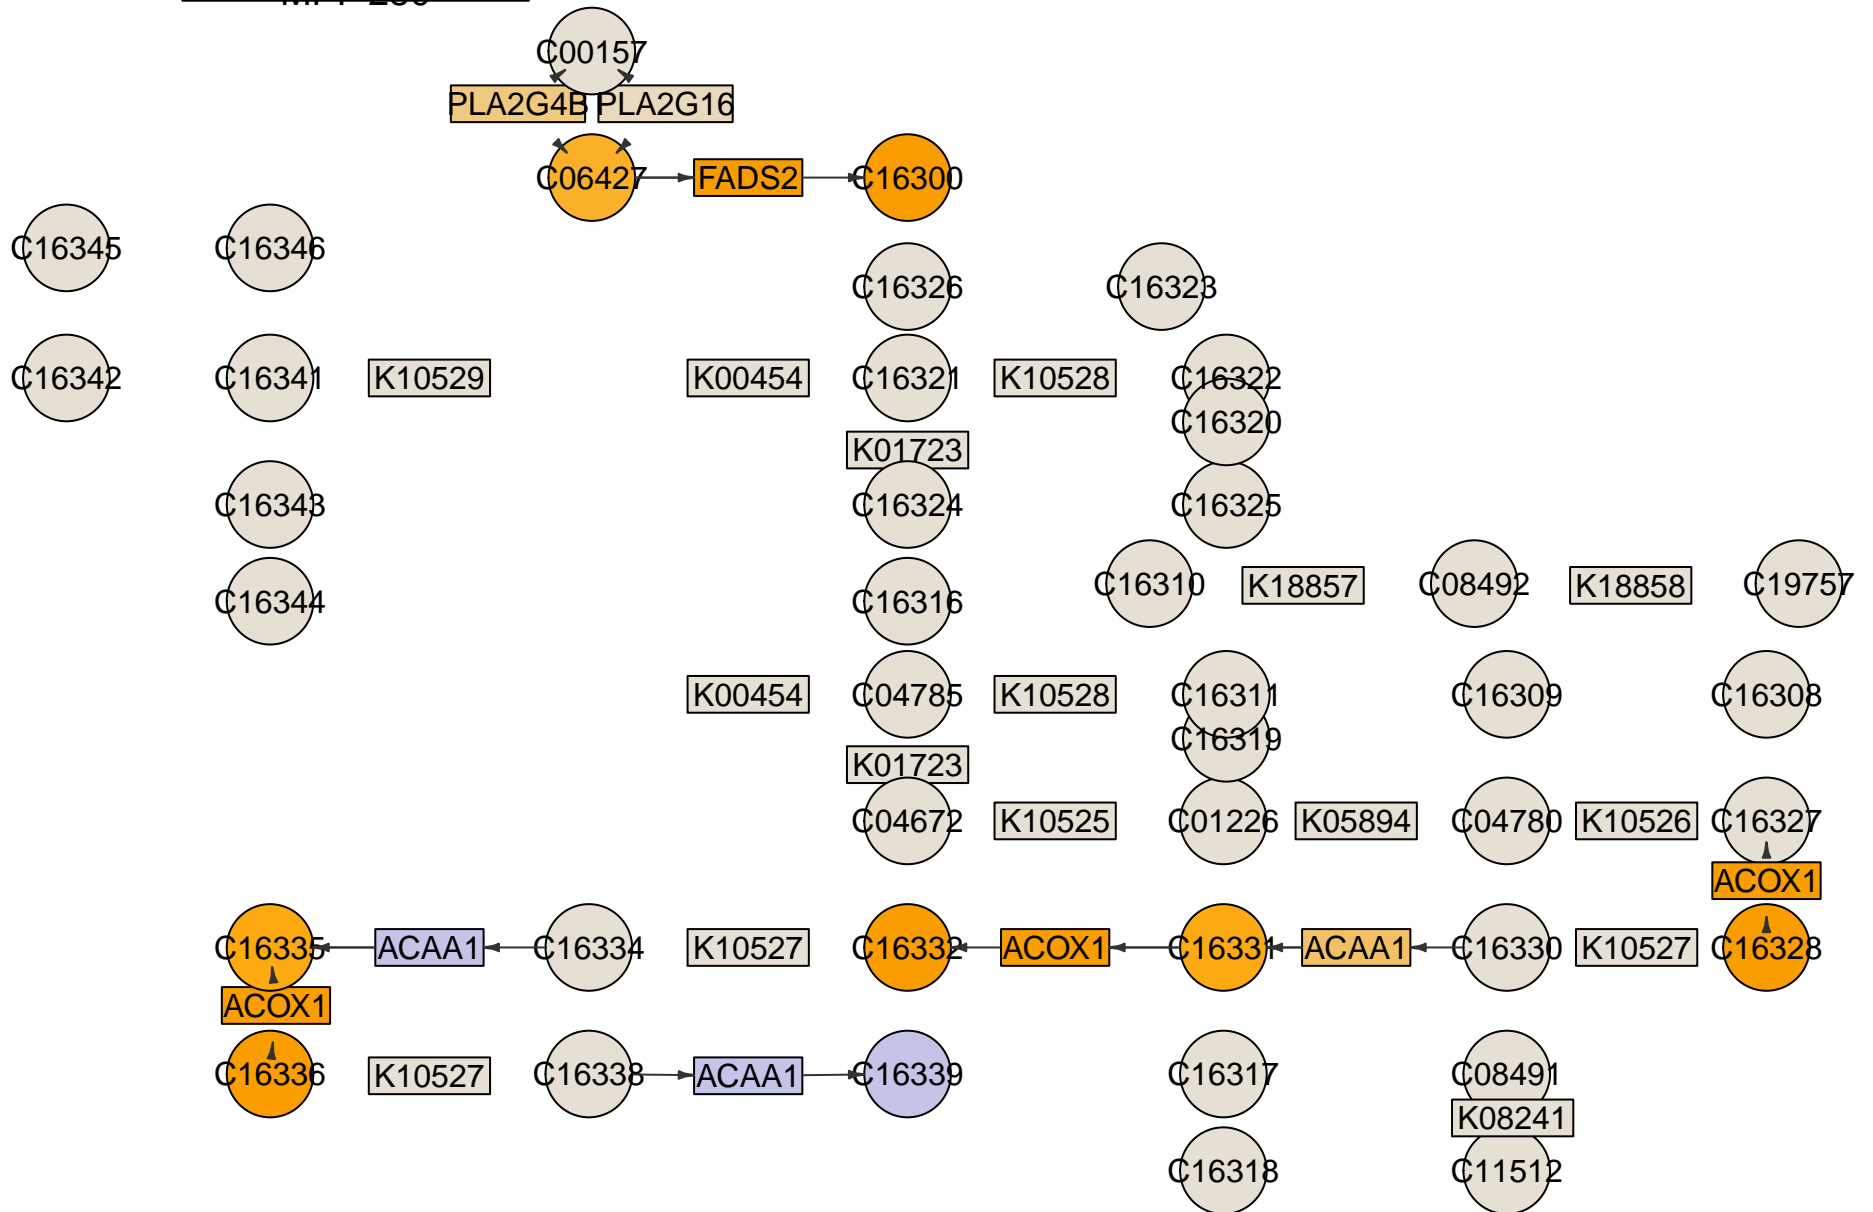 C00157
PLA2G4B PLA2G16
C06427 FADS2 C16300
C16345 C16346
C16326 C16323
C16342 C16341 K10529 K00454 C16321 K10528 C16322
C16320
K01723
C16343 C16324 C16325
C16310 K18857 C08492 K18858 C19757
C16344 C16316
K00454 C04785 K10528 C16311 C16309 C16308
C16319
K01723
C04672 K10525 C01226 K05894 C04780 K10526 C16327
ACOX1
C16335 ACAA1 C16334 K10527 C16332 ACOX1 C16331 ACAA1 C16330 K10527 C16328
ACOX1
C16336 K10527 C16338 ACAA1 C16339 C16317 C08491
K08241
C16318 C11512